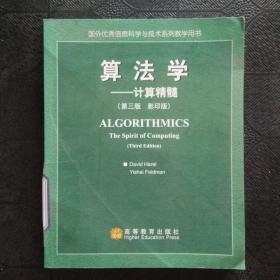 国外优秀信息科学与技术系列教学用书
算法学
——计算精髓
(第三版 影印版)
ALGORITHMICS
The Spirit of Computing
(Third Edition)
David Harel
Yishai Feldman
高等教育出版社
Higher Education Press